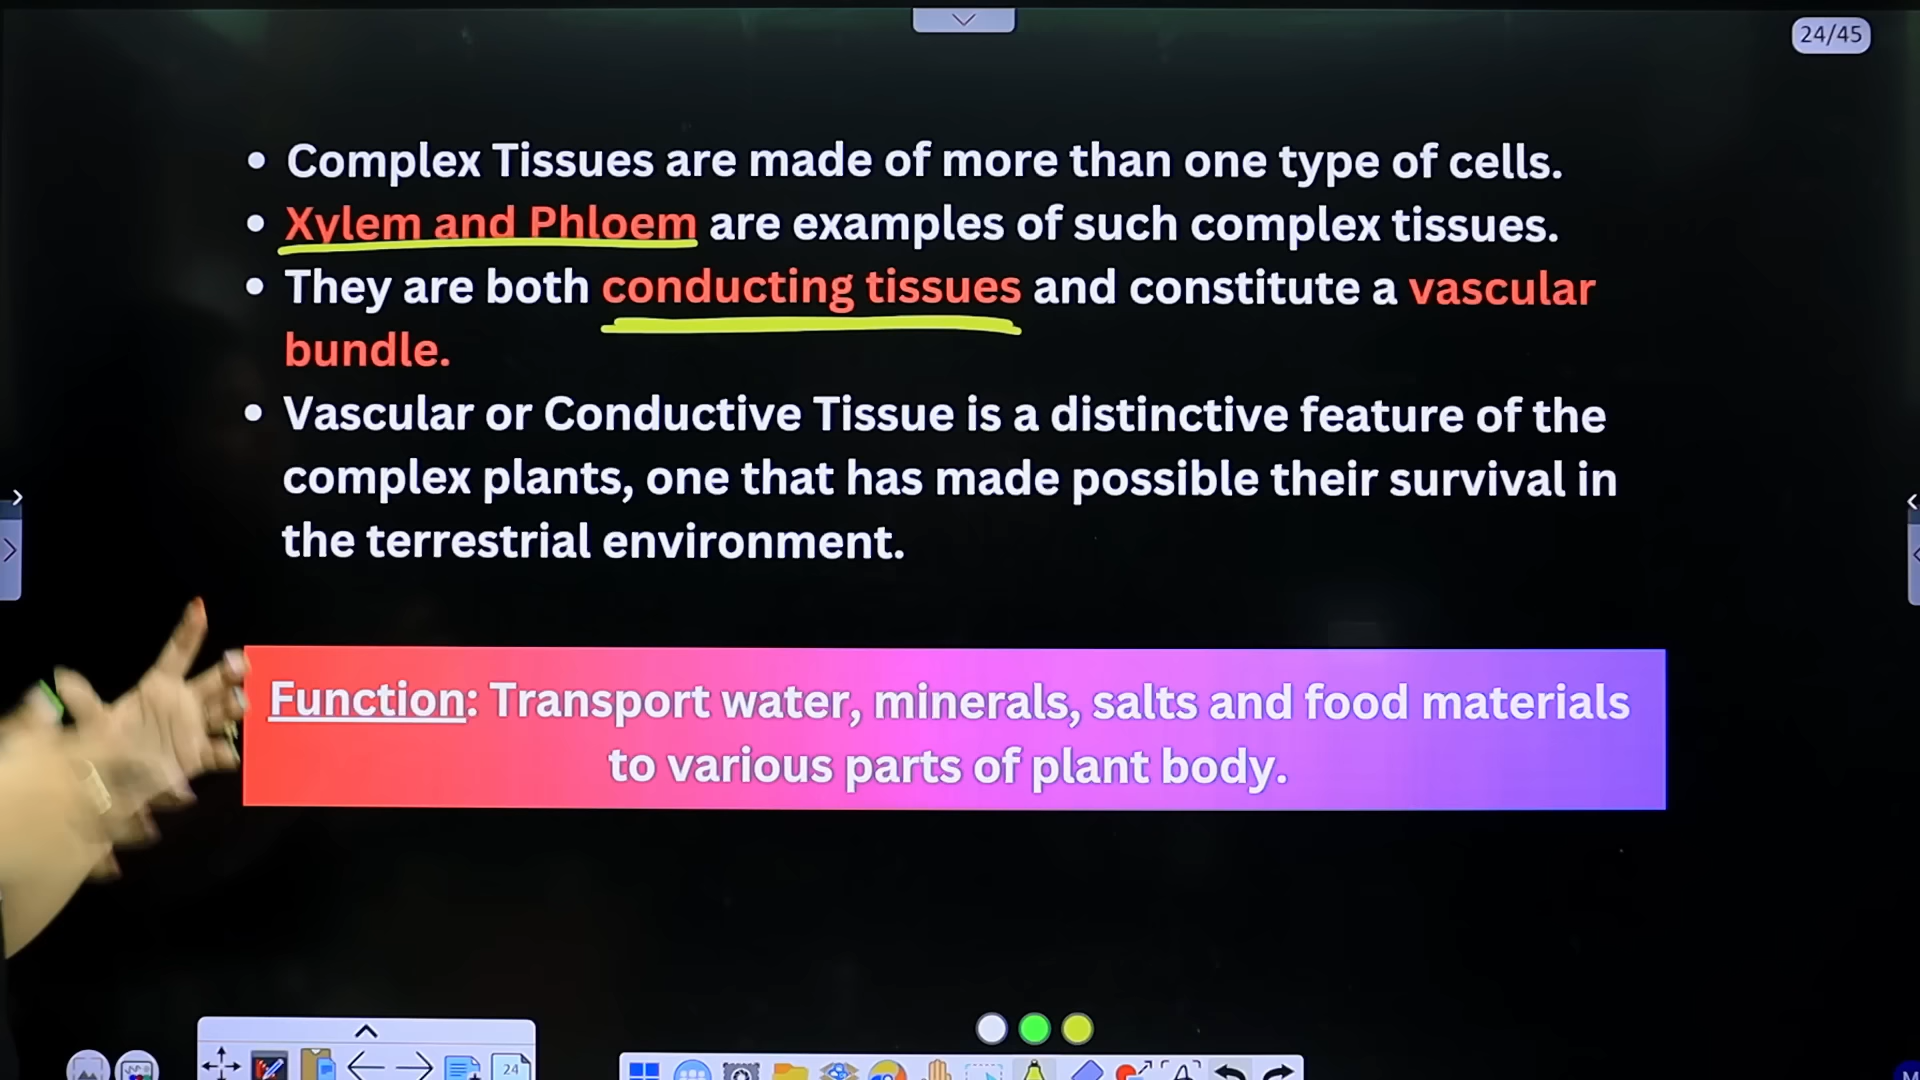 24/45
• Complex Tissues are made of more than one type of cells.
• Xylem and Phloem are examples of such complex tissues.
• They are both conducting tissues and constitute a vascular
bundle.
• Vascular or Conductive Tissue is a distinctive feature of the
complex plants, one that has made possible their survival in
the terrestrial environment.
Function: Transport water, minerals, salts and food materials
to various parts of plant body.
24
M